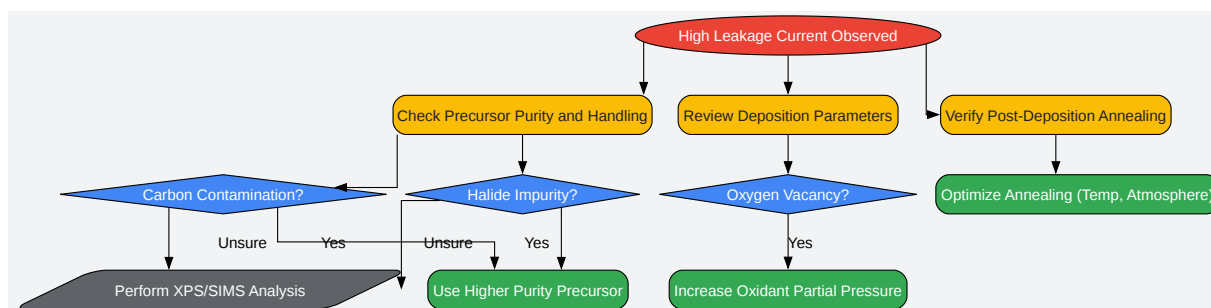 High Leakage Current Observed
Check Precursor Purity and Handling
Review Deposition Parameters
Verify Post-Deposition Annealing
Carbon Contamination?
Halide Impurity?
Oxygen Vacancy?
Optimize Annealing (Temp, Atmosphere)
Unsure
Yes
Unsure
Yes
Yes
Perform XPS/SIMS Analysis
Use Higher Purity Precursor
Increase Oxidant Partial Pressure